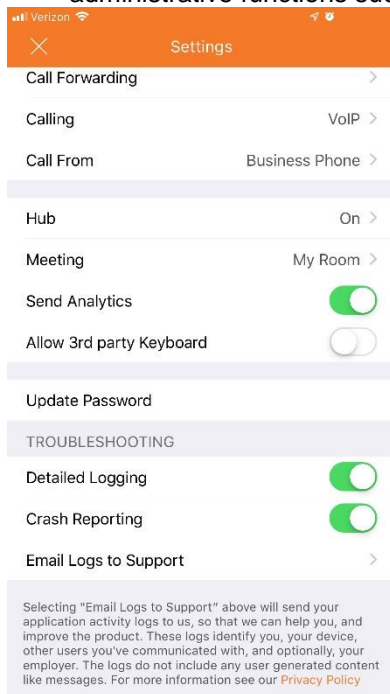 administrative functions suc
Verizon
Settings
Call Forwarding
Calling VoIP
Call From Business Phone
Hub On
Meeting My Room
Send Analytics
Allow 3rd party Keyboard
Update Password
TROUBLESHOOTING
Detailed Logging
Crash Reporting
Email Logs to Support
Selecting "Email Logs to Support" above will send your
application activity logs to us, so that we can help you, and
improve the product. These logs identify you, your device,
other users you've communicated with, and optionally, your
employer. The logs do not include any user generated content
like messages. For more information see our Privacy Policy